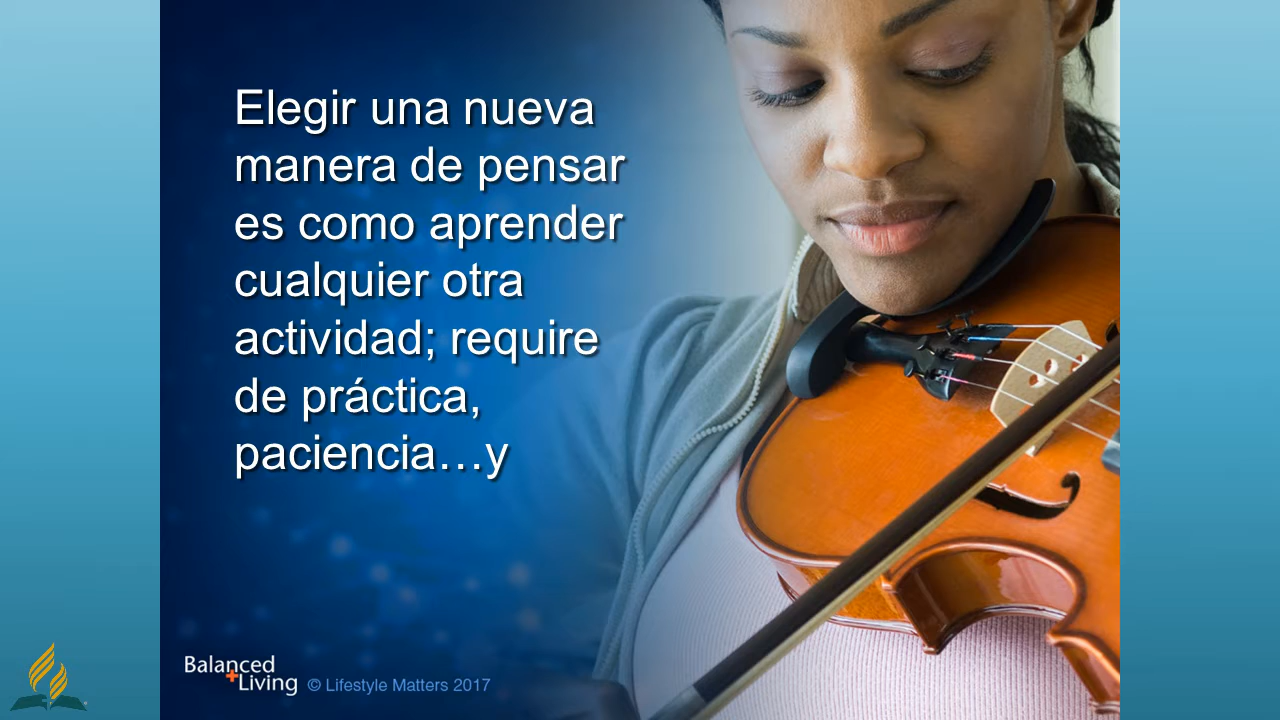 Elegir una nueva
manera de pensar
es como aprender
cualquier otra
actividad; require
de práctica,
paciencia…y
Balanced
+Living © Lifestyle Matters 2017